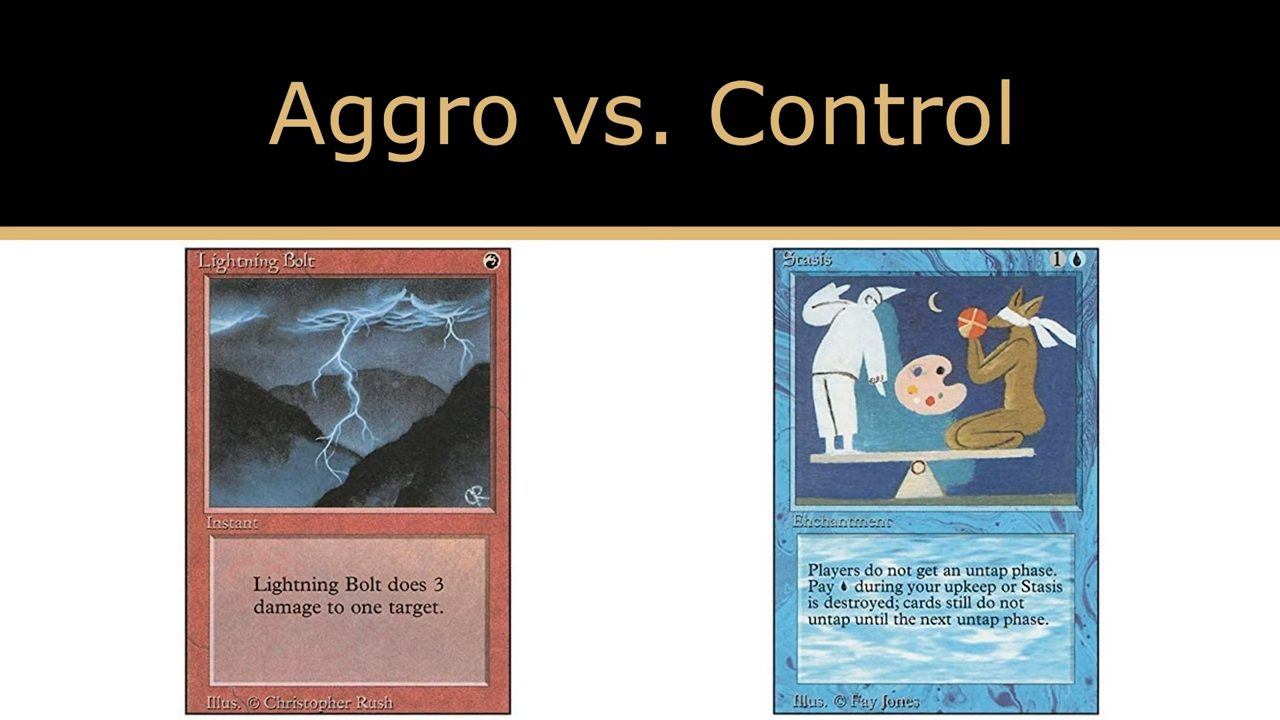 Aggro vs. Control
Lightning Bolt
Instant
Lightning Bolt does 3
damage to one target.
Illus. © Christopher Rush
Stasis 1
Enchantment
Players do not get an untap phase.
Pay during your upkeep or Stasis
is destroyed; cards still do not
untap until the next untap phase.
Illus. © Fay Jones